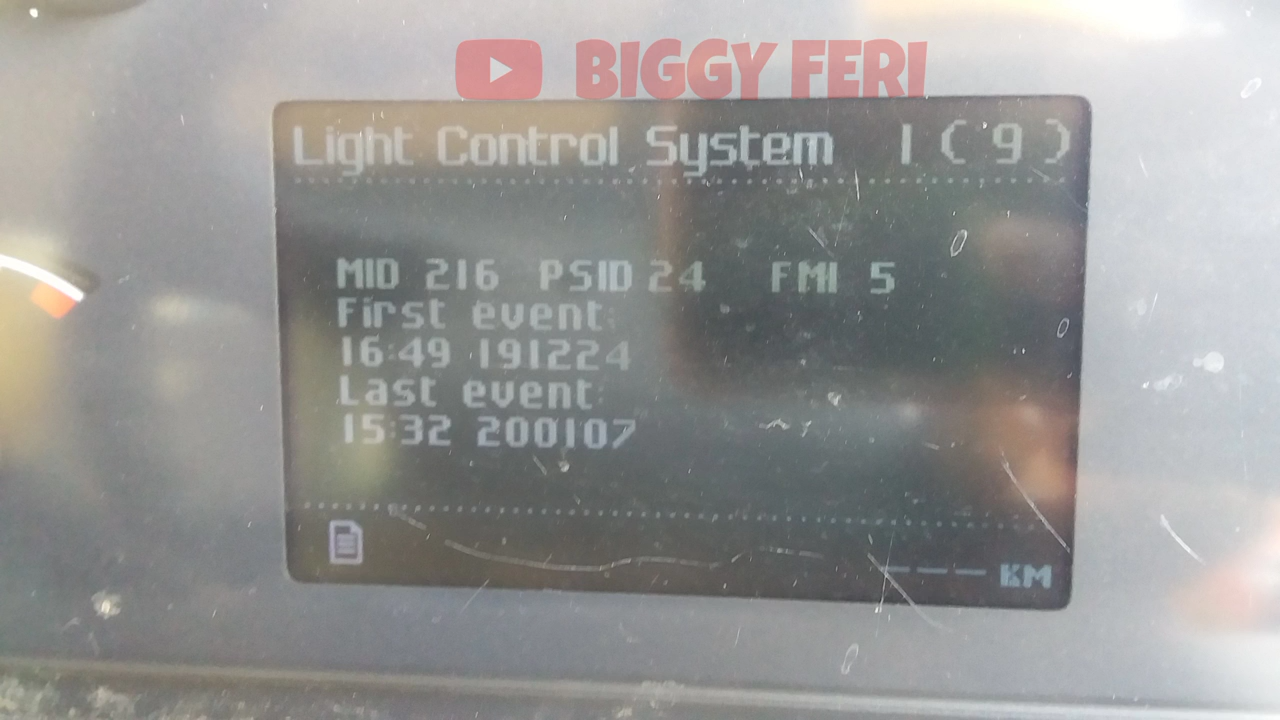 BIGGY FERI
Light Control System 1 ( 9 )
MID 216 PSID 24 FMI 5
First event:
16:49 191224
Last event:
15:32 200107
--- KM